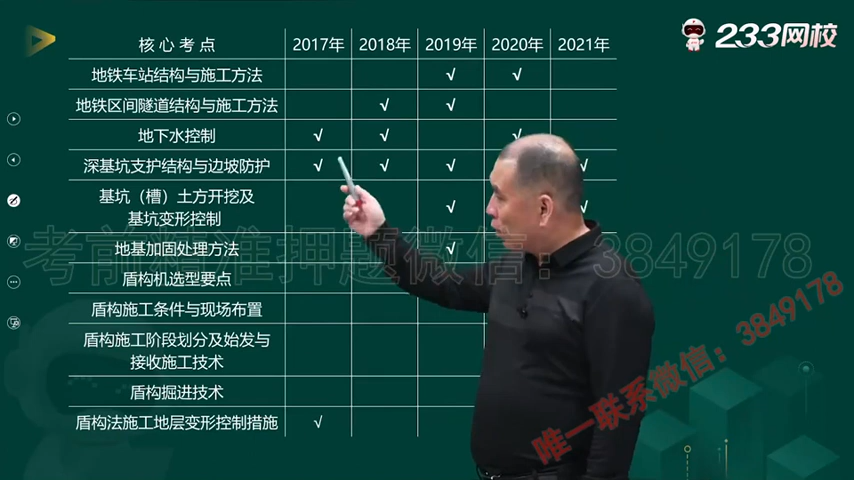 233网校
核心考点 2017年 2018年 2019年 2020年 2021年
地铁车站结构与施工方法 √ √
地铁区间隧道结构与施工方法 √ √
地下水控制 √ √ √
深基坑支护结构与边坡防护 √ √ √ √
基坑（槽）土方开挖及
基坑变形控制 √ √
地基加固处理方法 √
盾构机选型要点
盾构施工条件与现场布置
盾构施工阶段划分及始发与
接收施工技术
盾构掘进技术
盾构法施工地层变形控制措施 √
考前精准押题微信：3849178
唯一联系微信：3849178